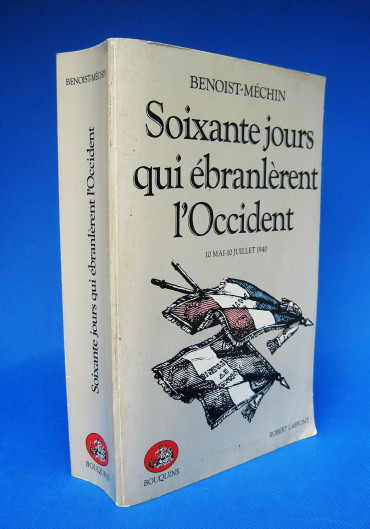 BENOIST-MÉCHIN
Soixante jours qui ébranlèrent l'Occident
BOUQUINS
BENOIST-MÉCHIN
Soixante jours
qui ébranlèrent
l'Occident
10 MAI-10 JUILLET 1940
ROBERT LAFFONT
BOUQUINS